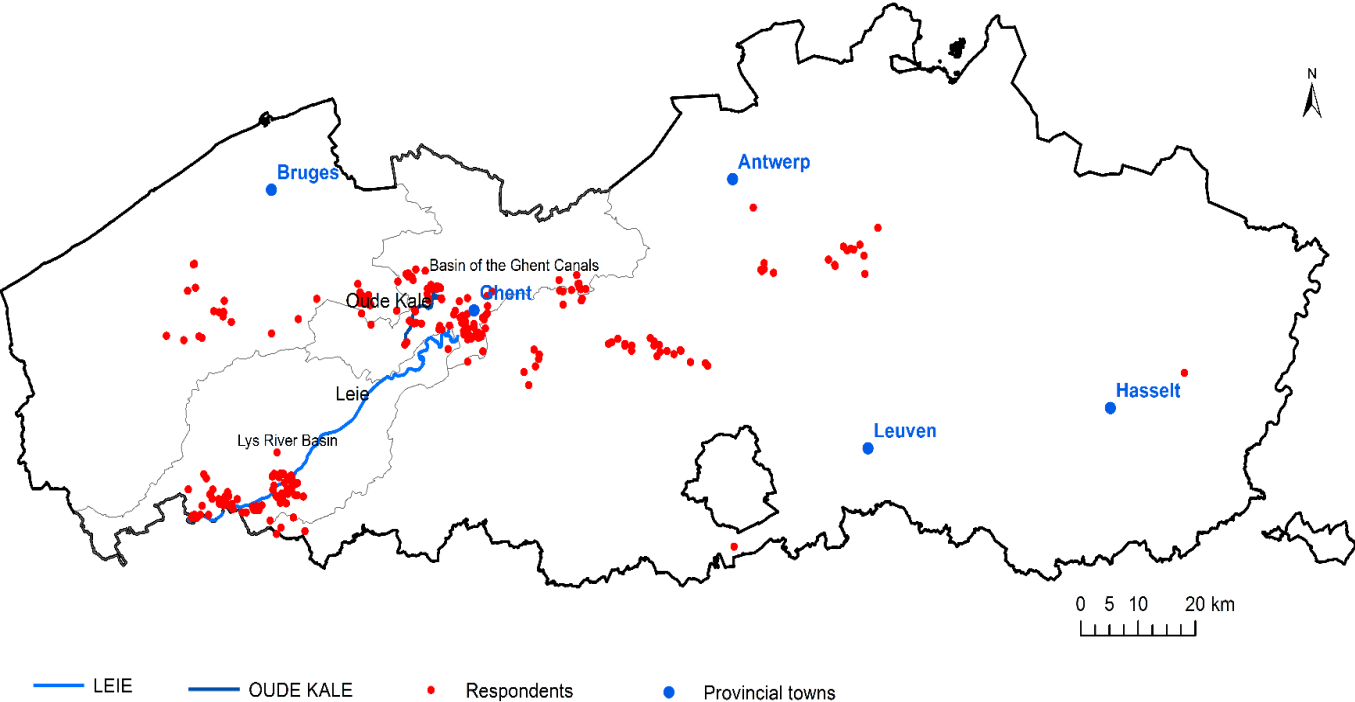 N
Bruges
Antwerp
Basin of the Ghent Canals
Oude Kale
Ghent
Leie
Hasselt
Leuven
Lys River Basin
0 5 10 20 km
LEIE OUDE KALE Respondents Provincial towns